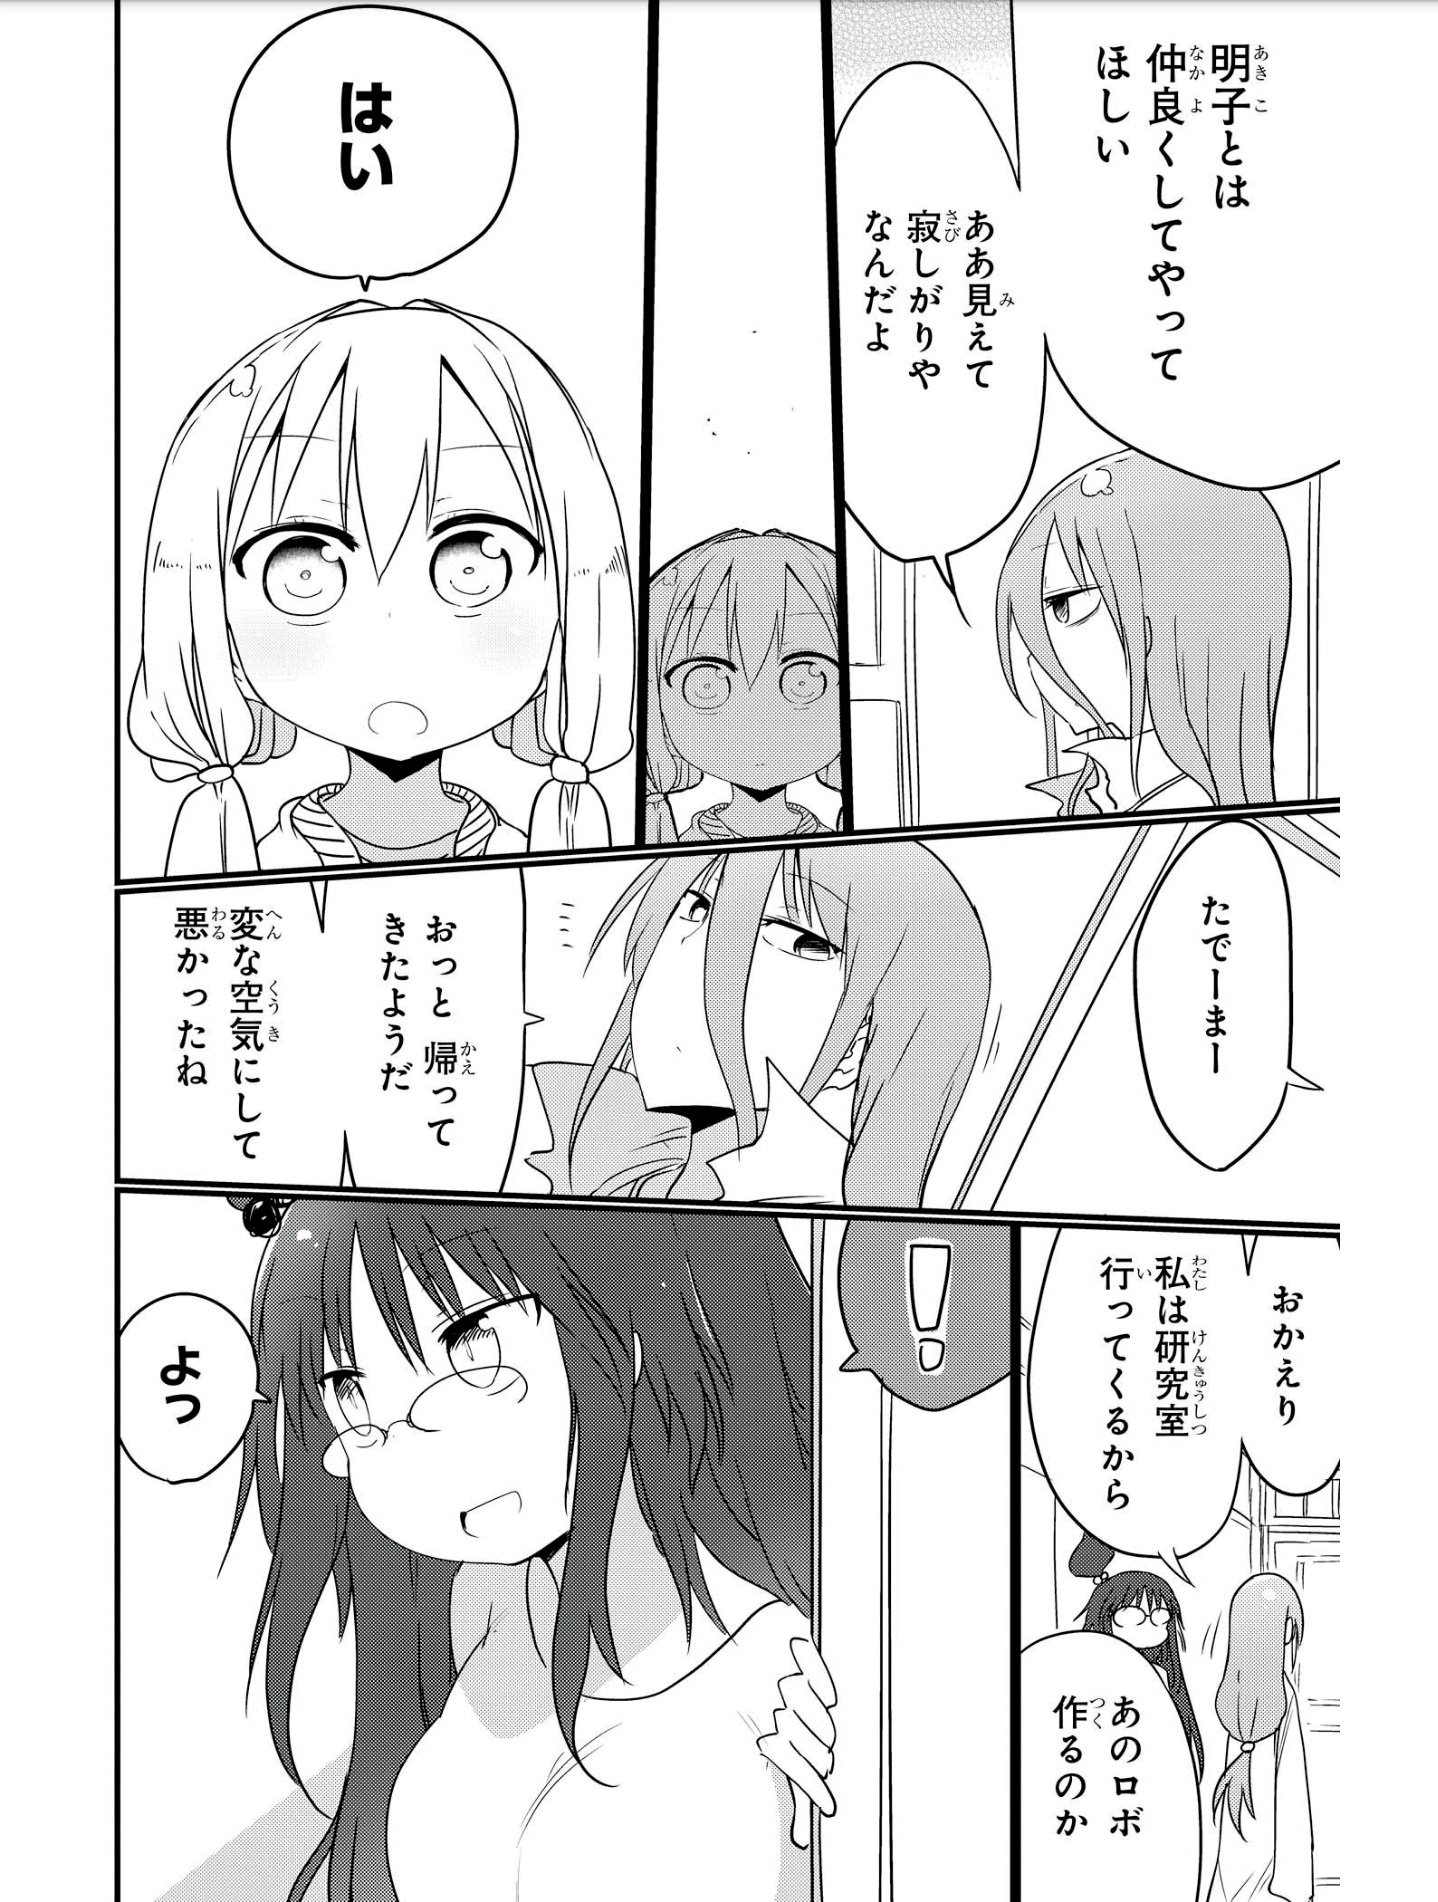 明子とは
仲良くしてやって
ほしい
ああ見えて
寂しがりや
なんだよ
はい
たでーまー
おっと 帰って
きたようだ
変な空気にして
悪かったね
おかえり
私は研究室
行ってくるから
あのロボ
作るのか
!
よっ